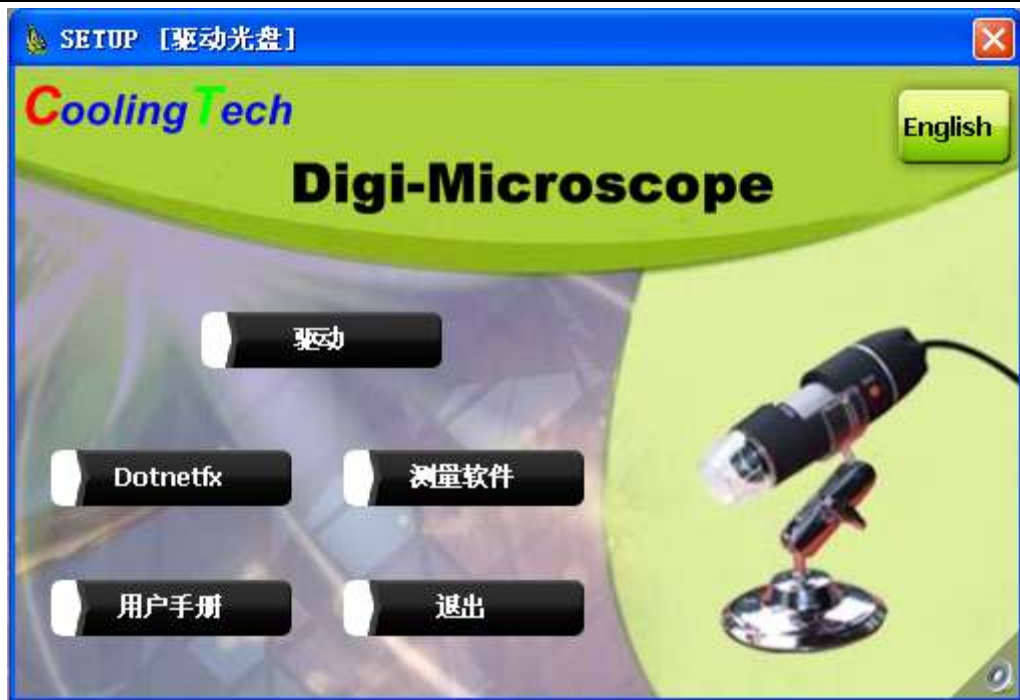 SETUP [驱动光盘]
CoolingTech
English
Digi-Microscope
驱动
Dotnetfx
测量软件
用户手册
退出